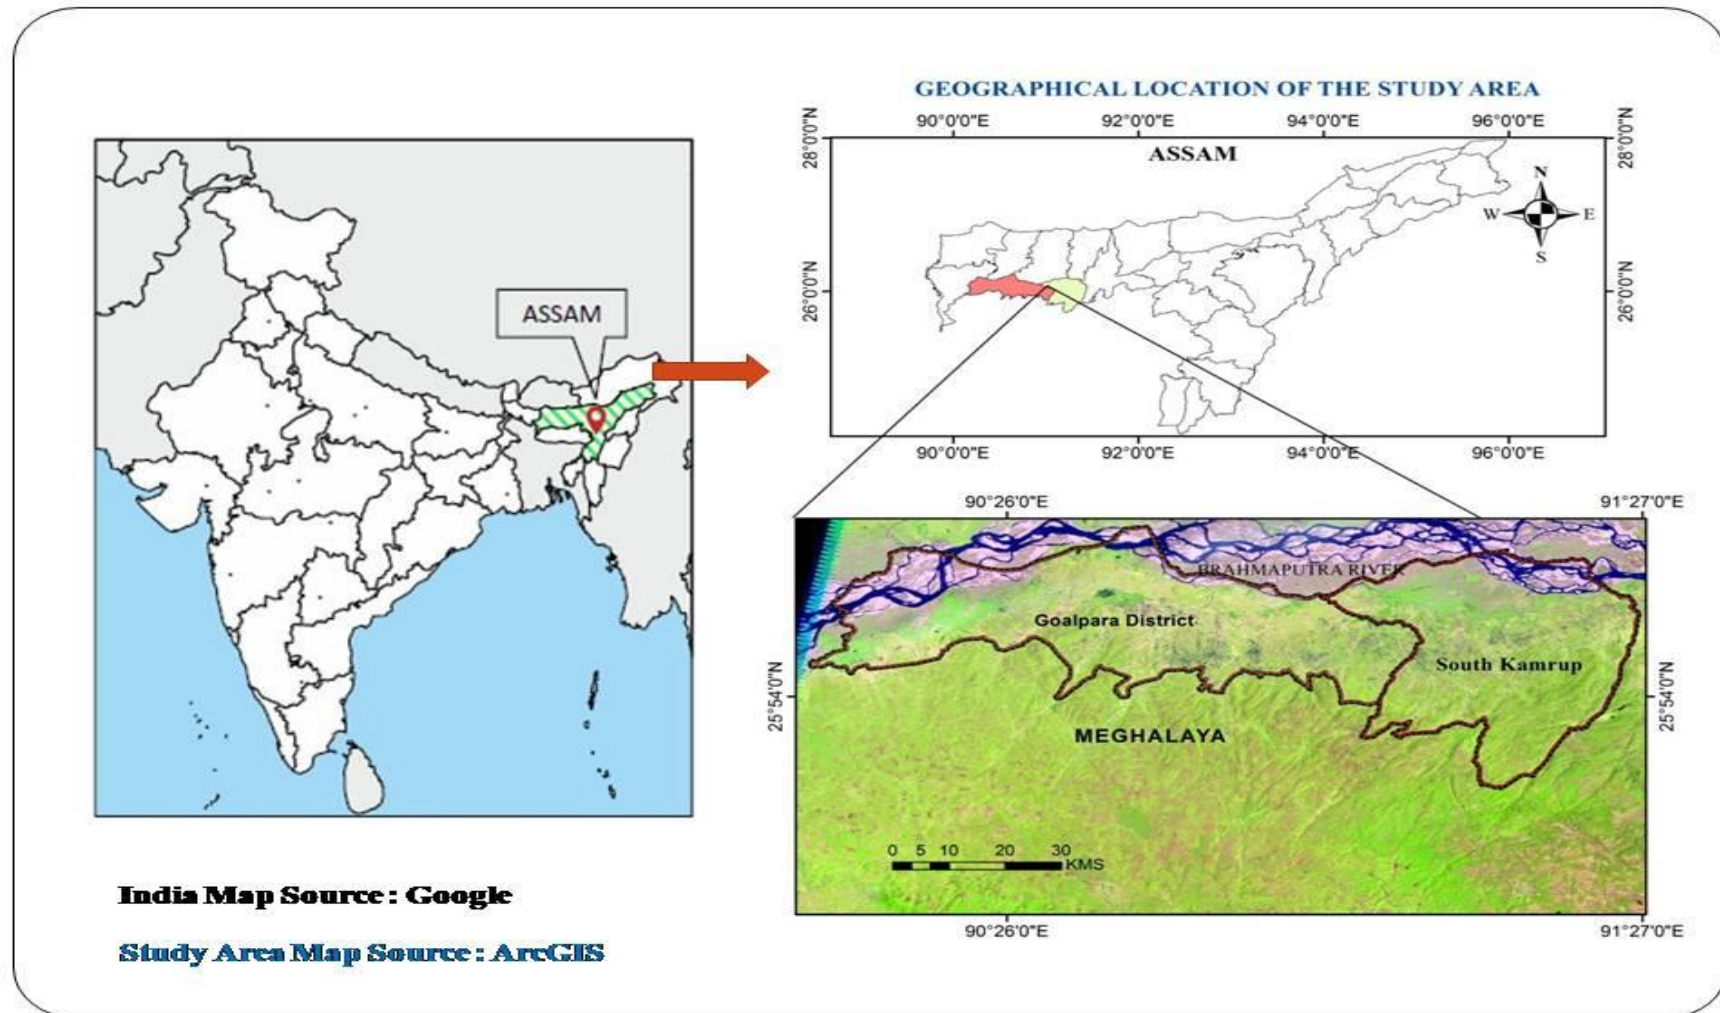 ASSAM
India Map Source : Google
Study Area Map Source : ArcGIS
GEOGRAPHICAL LOCATION OF THE STUDY AREA
90°0'0"E 92°0'0"E 94°0'0"E 96°0'0"E
28°0'0"N
28°0'0"N
ASSAM
N
W E
S
26°0'0"N
26°0'0"N
90°0'0"E 92°0'0"E 94°0'0"E 96°0'0"E
90°26'0"E 91°27'0"E
BRAHMAPUTRA RIVER
Goalpara District
South Kamrup
25°54'0"N
25°54'0"N
MEGHALAYA
0 5 10 20 30
KMS
90°26'0"E 91°27'0"E